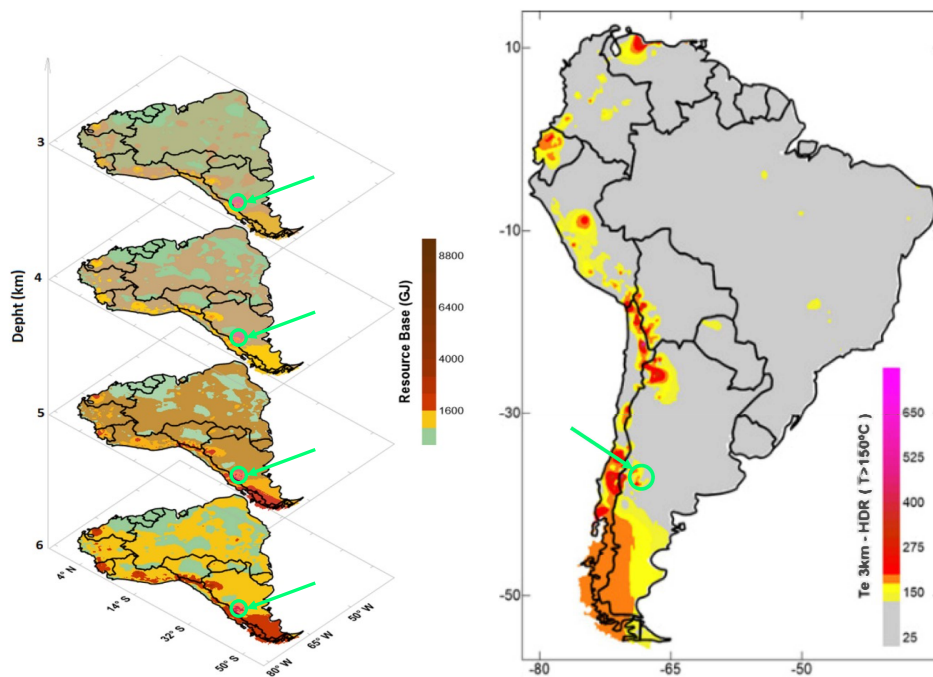 3
4
5
6
Depht (km)
4° N
14° S
32° S
50° S
80° W
65° W
50° W
Resource Base (GJ)
8800
6400
4000
1600
10
-10
-30
-50
-80
-65
-50
Te 3km - HDR ( T>150ºC )
650
525
400
275
150
25